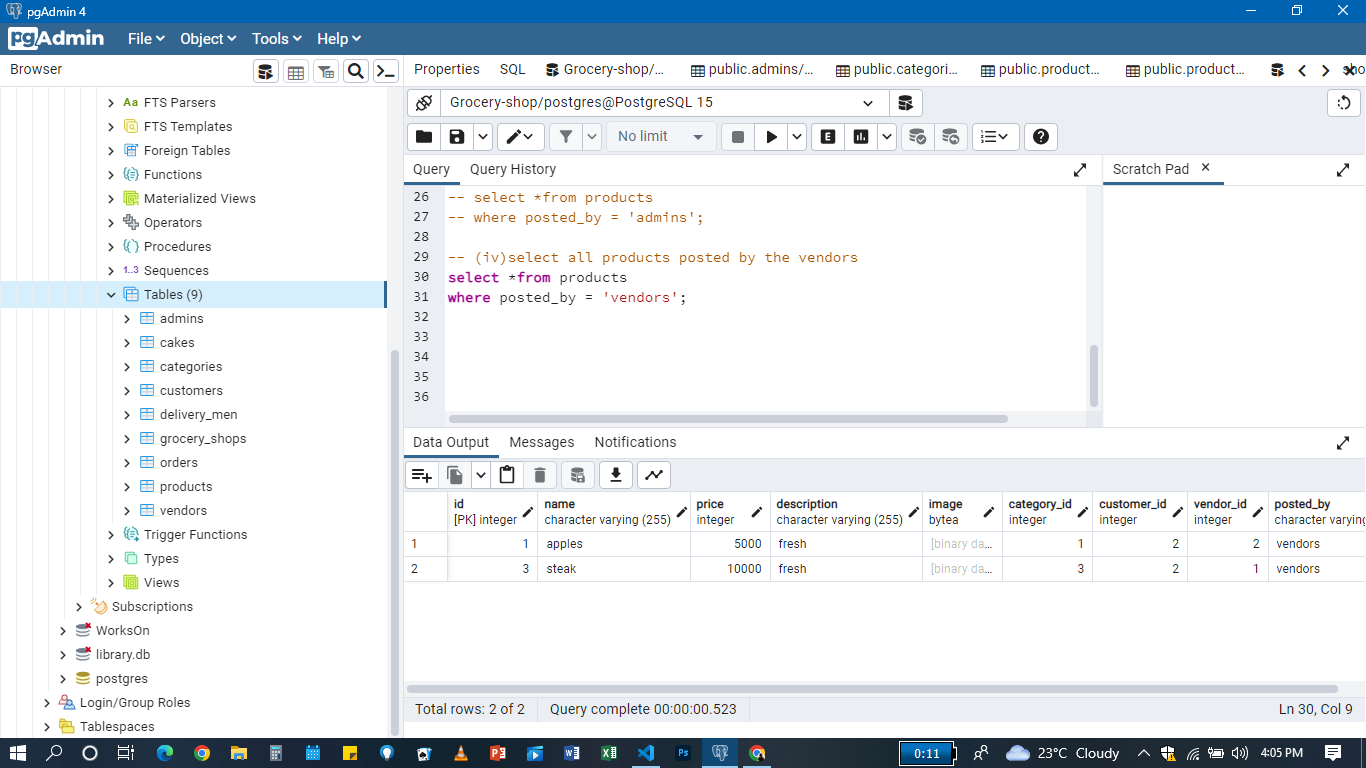 pgAdmin 4
pgAdmin File Object Tools Help
Browser
Properties SQL Grocery-shop/... public.admins/... public.categori... public.product... public.product...
FTS Parsers
FTS Templates
Foreign Tables
Functions
Materialized Views
Operators
Procedures
1..3 Sequences
Tables (9)
admins
cakes
categories
customers
delivery_men
grocery_shops
orders
products
vendors
Trigger Functions
Types
Views
Subscriptions
WorksOn
library.db
postgres
Login/Group Roles
Tablespaces
Grocery-shop/postgres@PostgreSQL 15
No limit
Query Query History
Scratch Pad
26 -- select *from products
27 -- where posted_by = 'admins';
28
29 -- (iv)select all products posted by the vendors
30 select *from products
31 where posted_by = 'vendors';
32
33
34
35
36
Data Output Messages Notifications
id name price description image category_id customer_id vendor_id posted_by
[PK] integer character varying (255) integer character varying (255) bytea integer integer integer character varying
1 1 apples 5000 fresh [binary da... 1 2 2 vendors
2 3 steak 10000 fresh [binary da... 3 2 1 vendors
Total rows: 2 of 2 Query complete 00:00:00.523 Ln 30, Col 9
0:11 23°C Cloudy 4:05 PM